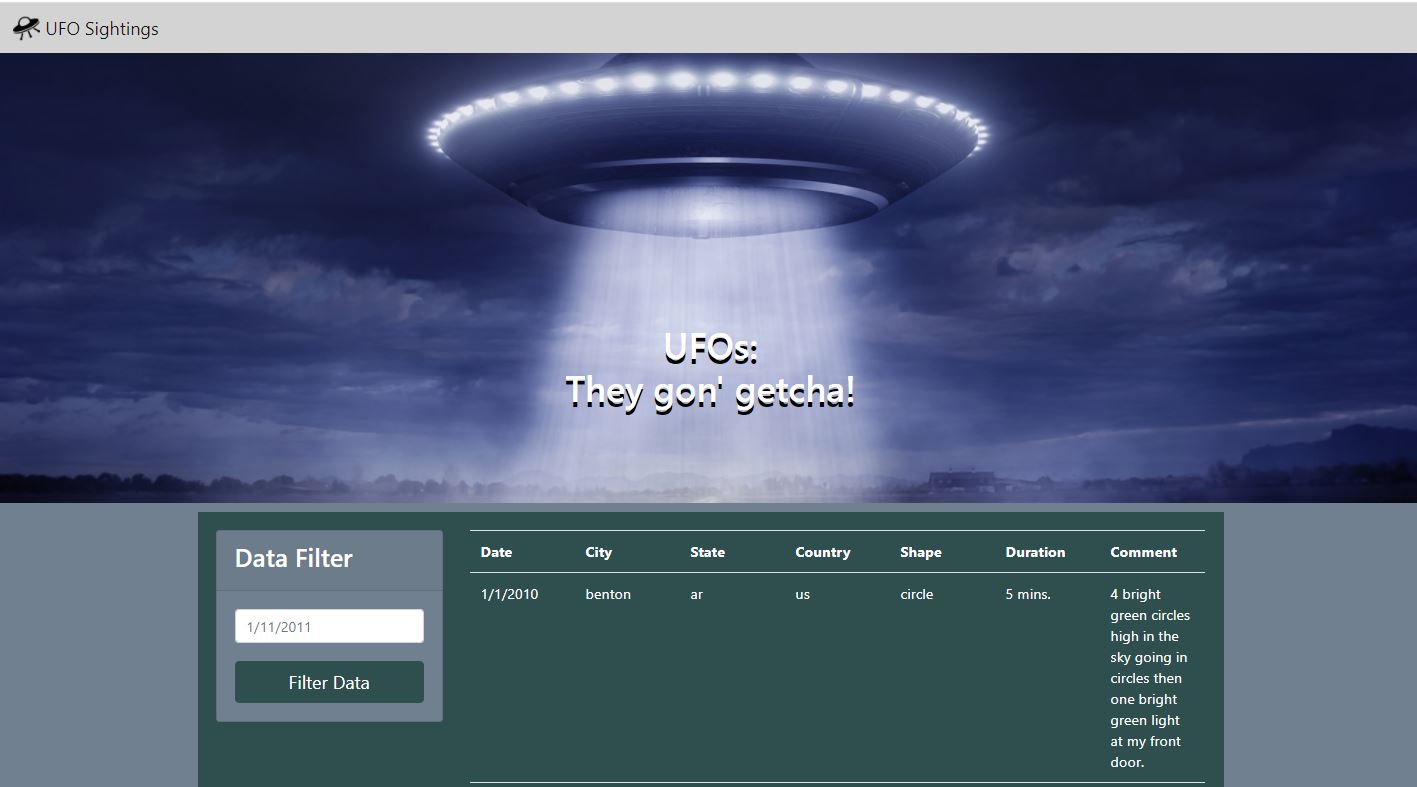 UFO Sightings
UFOs:
They gon' getcha!
Data Filter
1/11/2011
Filter Data
Date City State Country Shape Duration Comment
1/1/2010 benton ar us circle 5 mins. 4 bright
green circles
high in the
sky going in
circles then
one bright
green light
at my front
door.